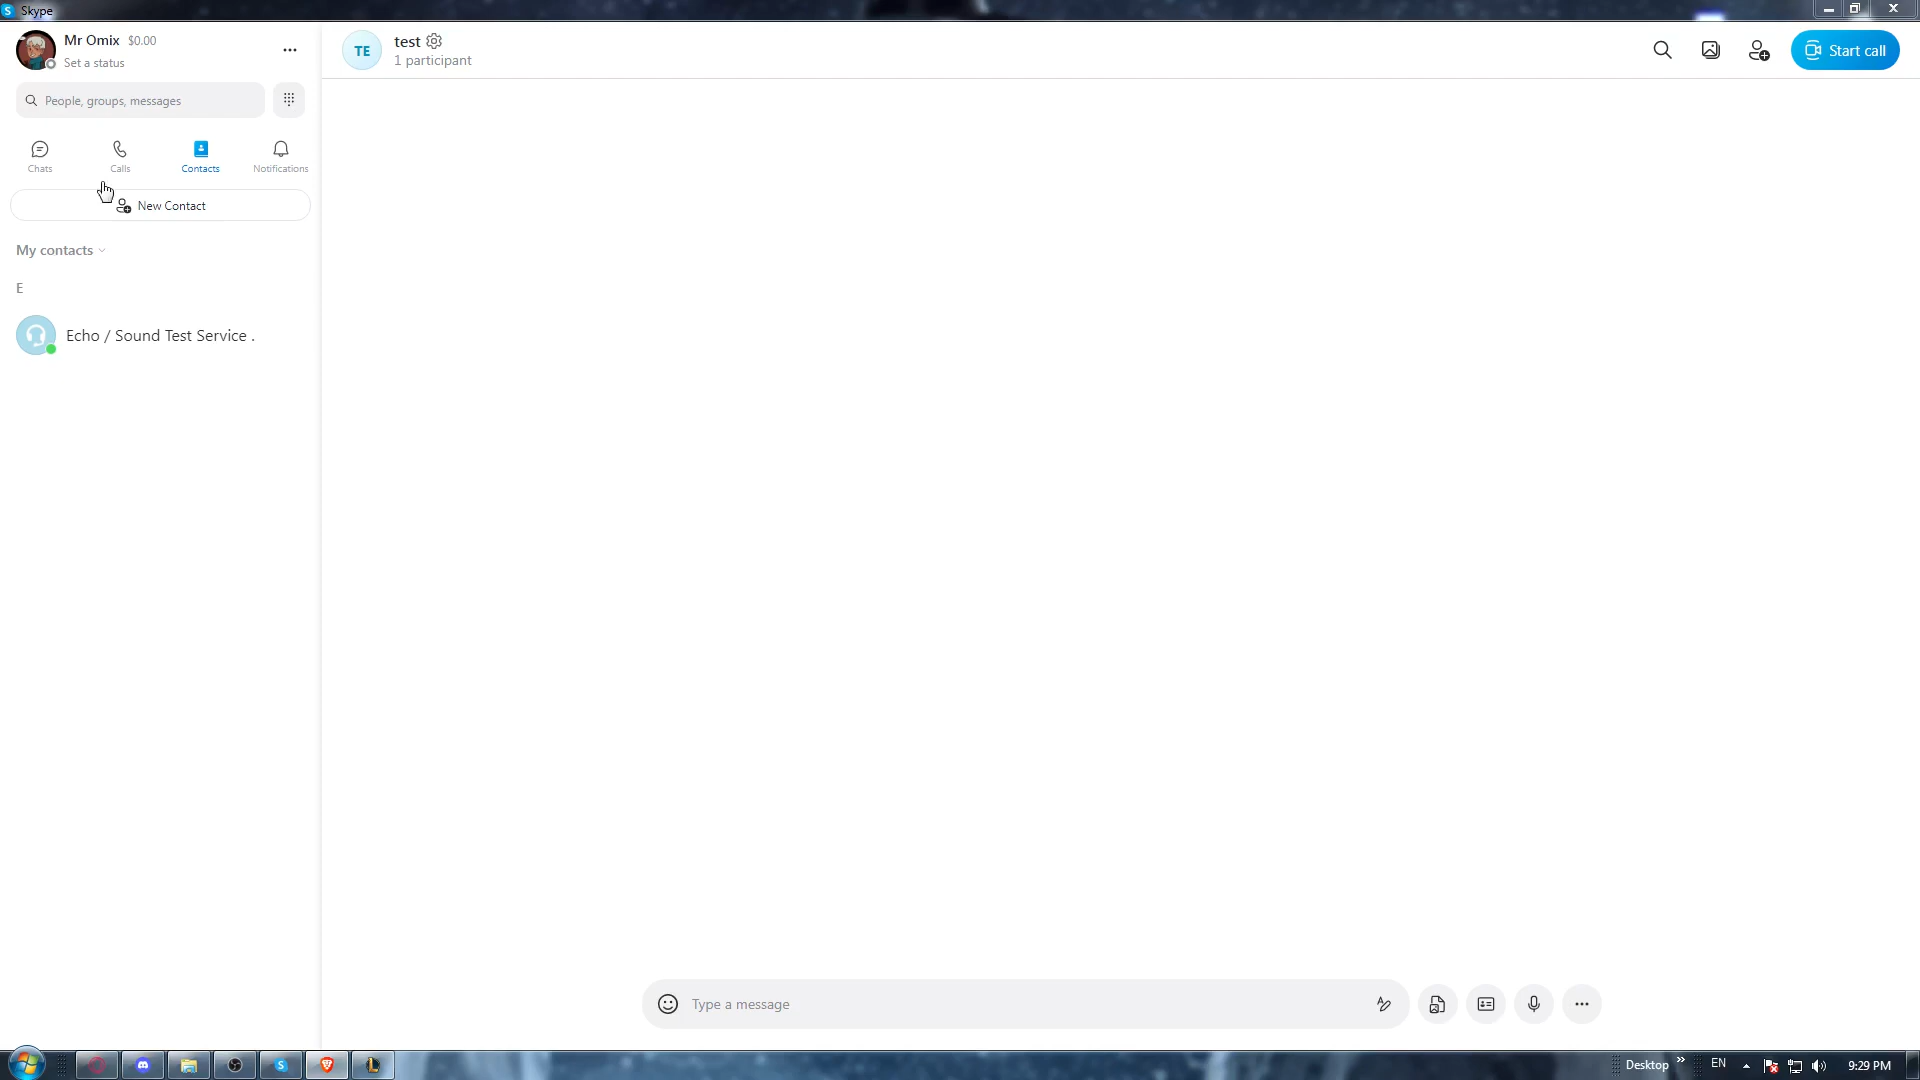 Skype
Mr Omix $0.00
Set a status
People, groups, messages
Chats Calls Contacts Notifications
New Contact
My contacts
E
Echo / Sound Test Service .
TE
test
1 participant
Start call
Type a message
Desktop » EN 9:29 PM